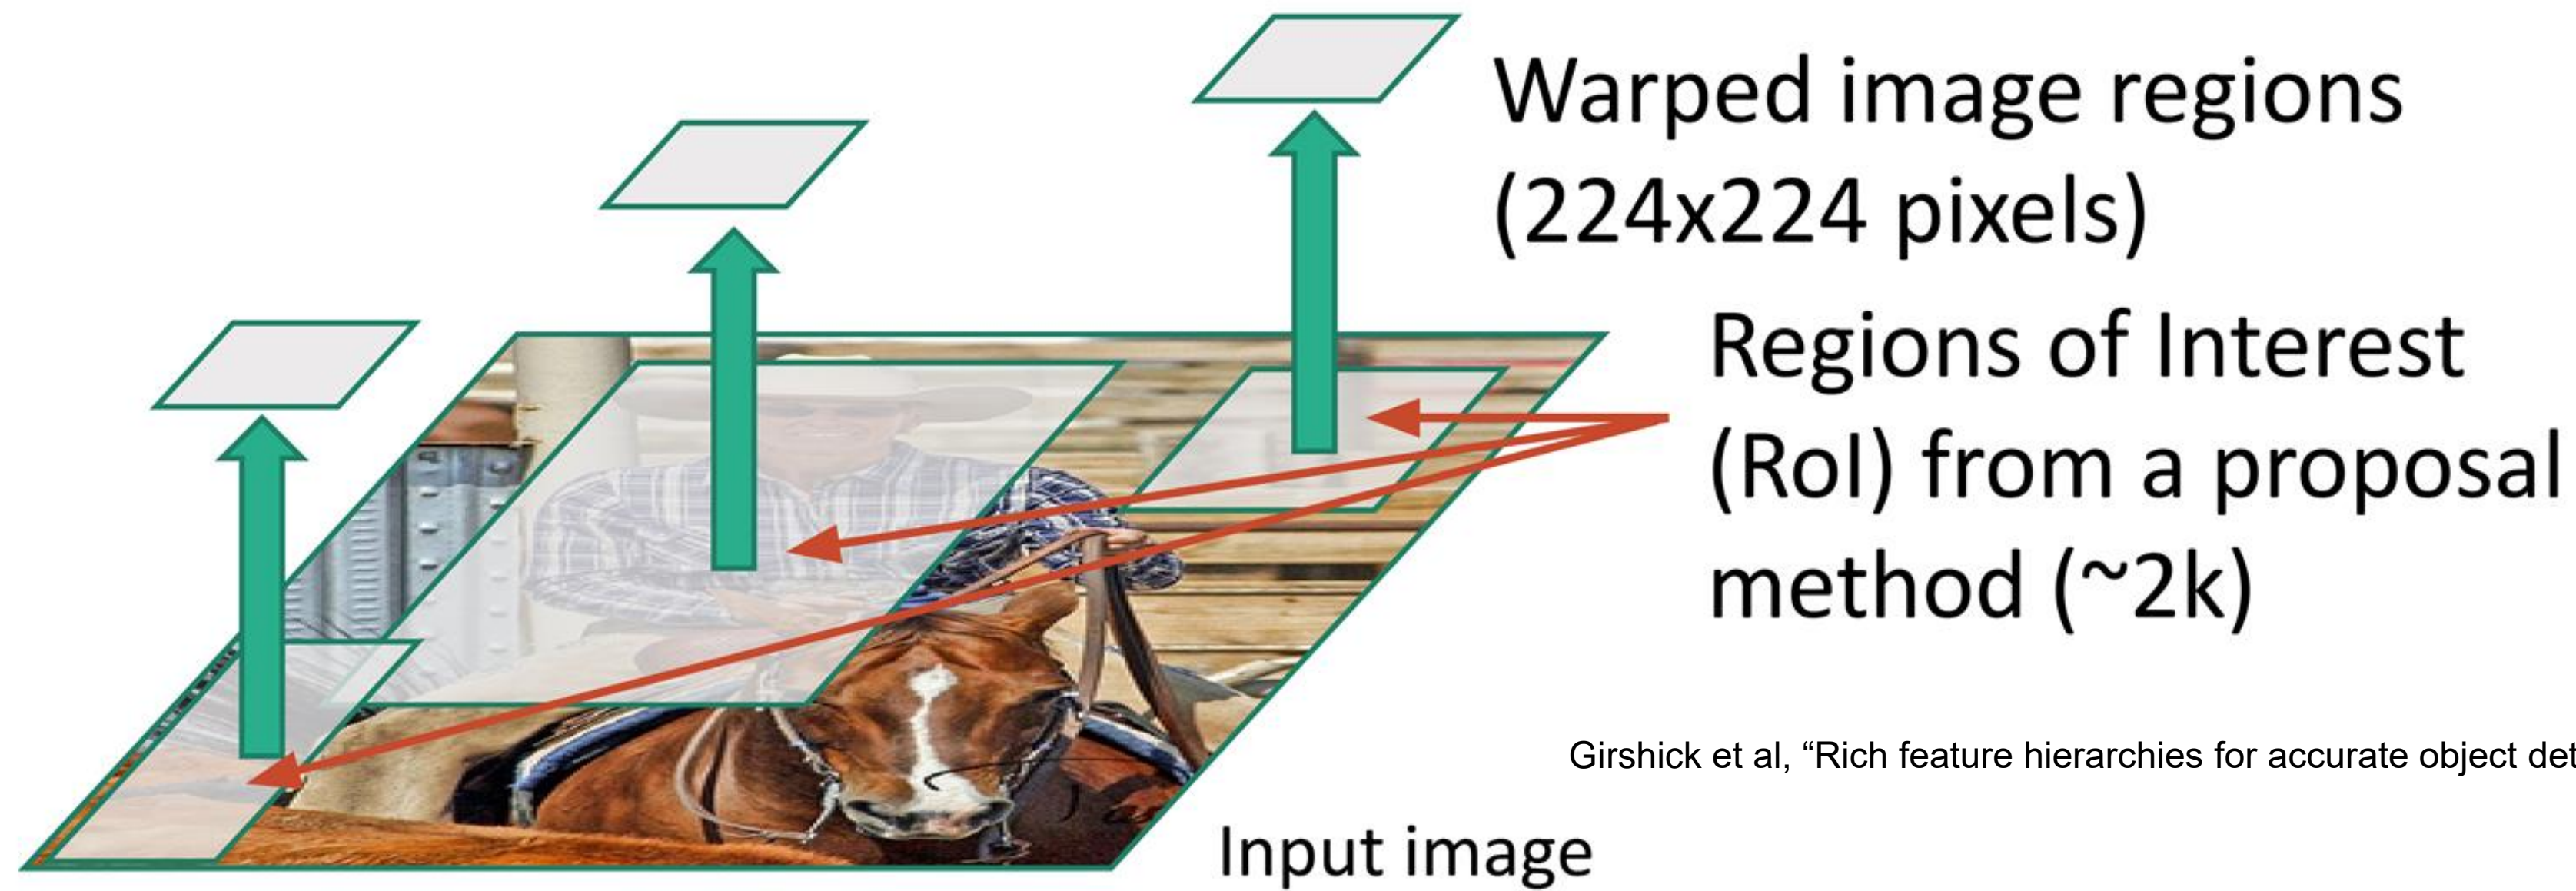 Warped image regions
(224x224 pixels)
Regions of Interest
(RoI) from a proposal
method (~2k)
Girshick et al, “Rich feature hierarchies for accurate object
Input image